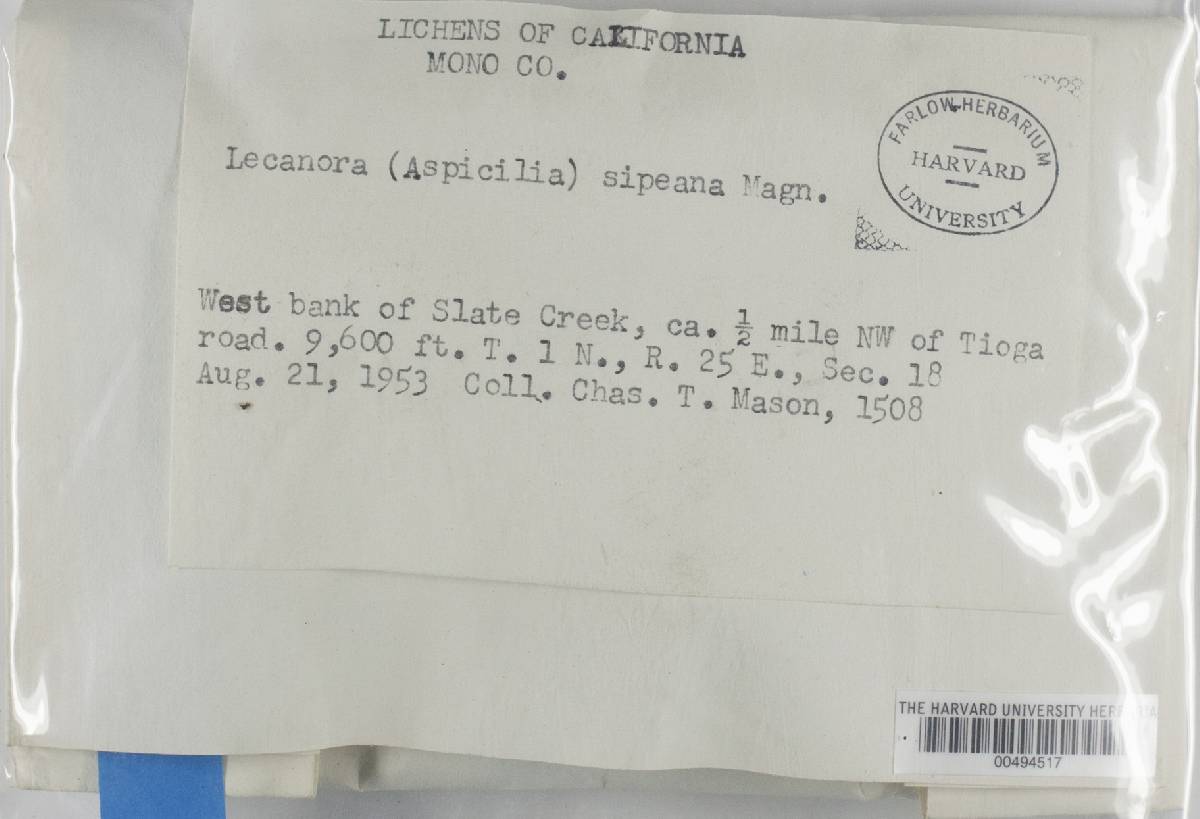 LICHENS OF CALIFORNIA
MONO CO.
FARLOW HERBARIUM
HARVARD
UNIVERSITY
Lecanora (Aspicilia) sipeana Magn.
West bank of Slate Creek, ca. ½ mile NW of Tioga
road. 9,600 ft. T. 1 N., R. 25 E., Sec. 18
Aug. 21, 1953 Coll. Chas. T. Mason, 1508
THE HARVARD UNIVERSITY HERBARIA
00494517